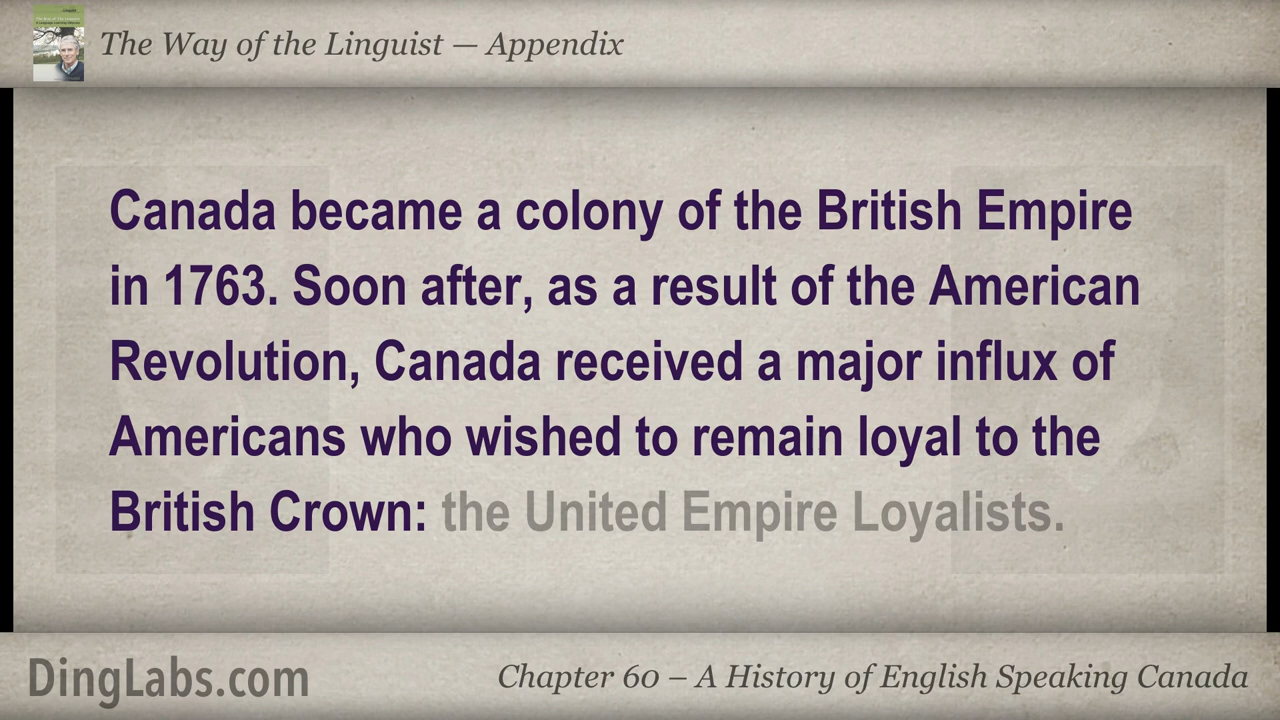 The Way of the Linguist — Appendix
Canada became a colony of the British Empire
in 1763. Soon after, as a result of the American
Revolution, Canada received a major influx of
Americans who wished to remain loyal to the
British Crown: the United Empire Loyalists.
DingLabs.com
Chapter 60 – A History of English Speaking Canada